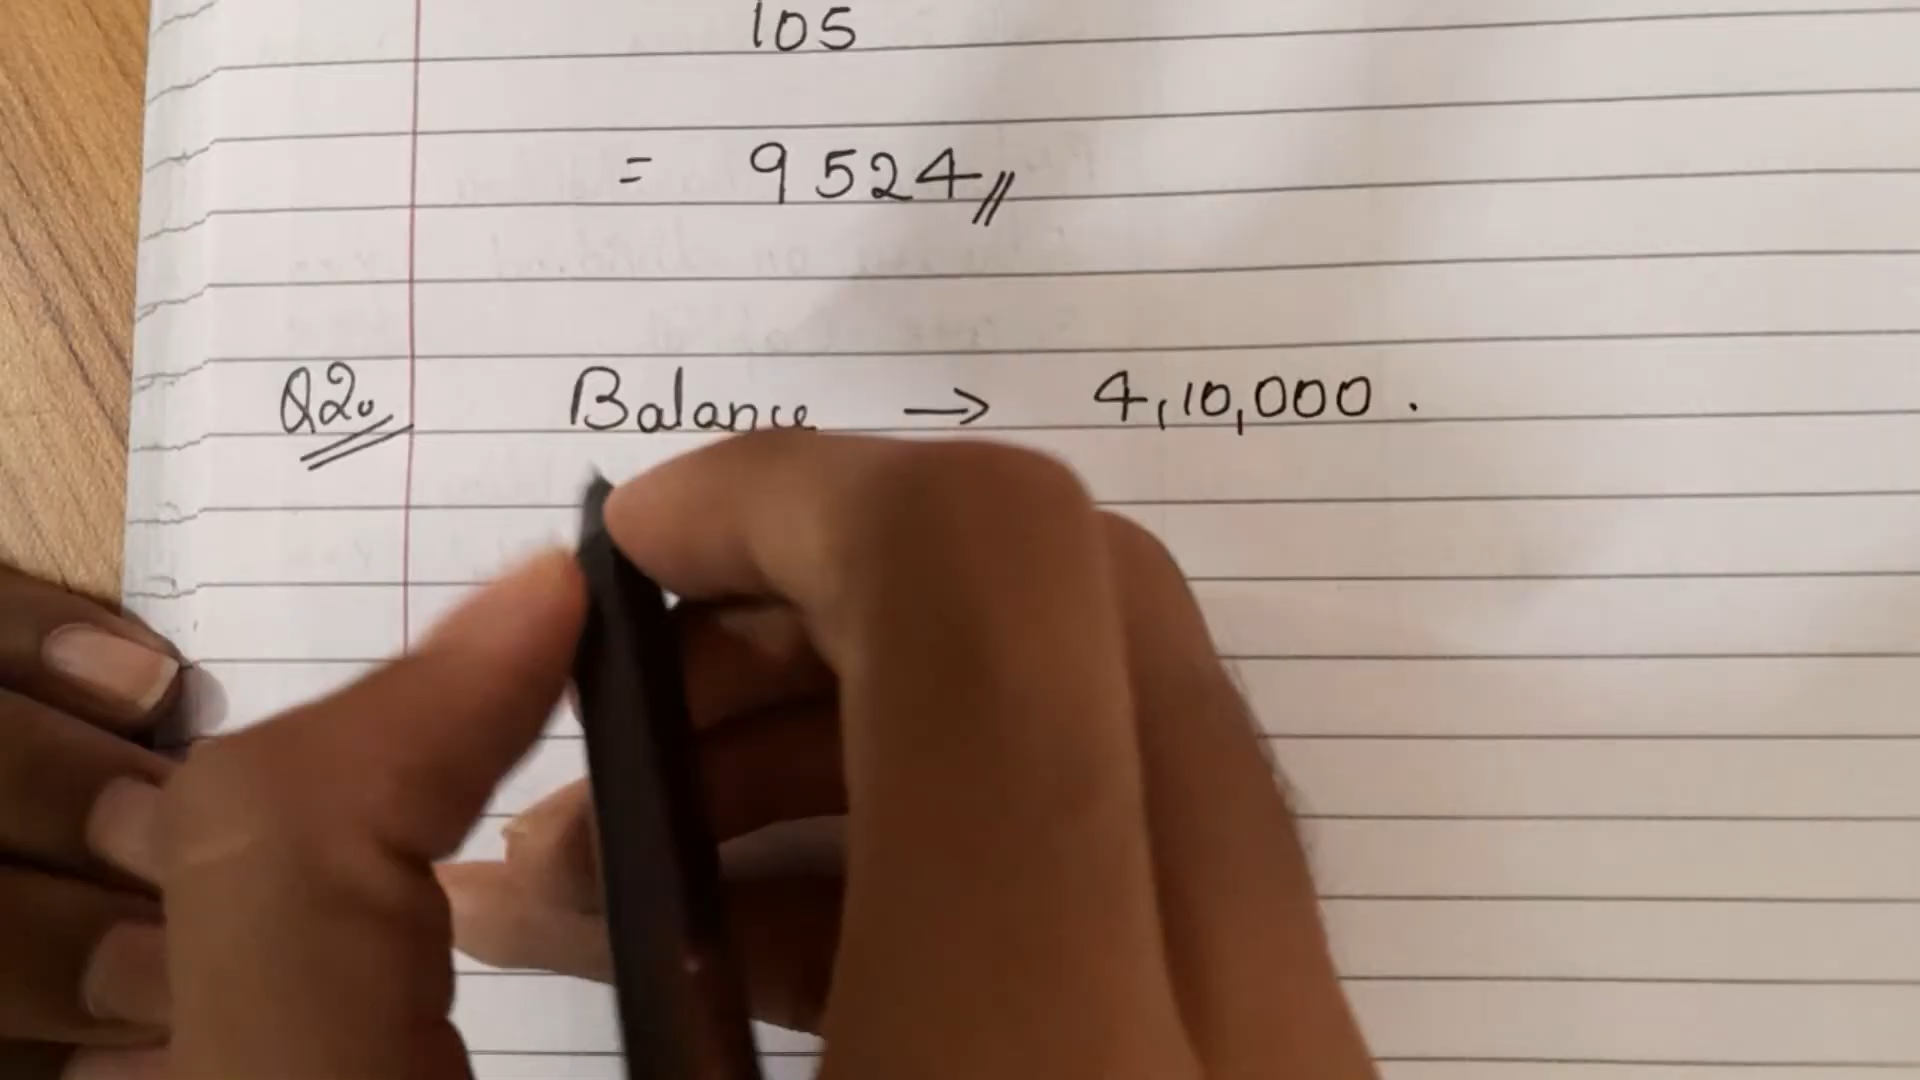 105
= 9524//
Q2. Balance → 4,10,000.